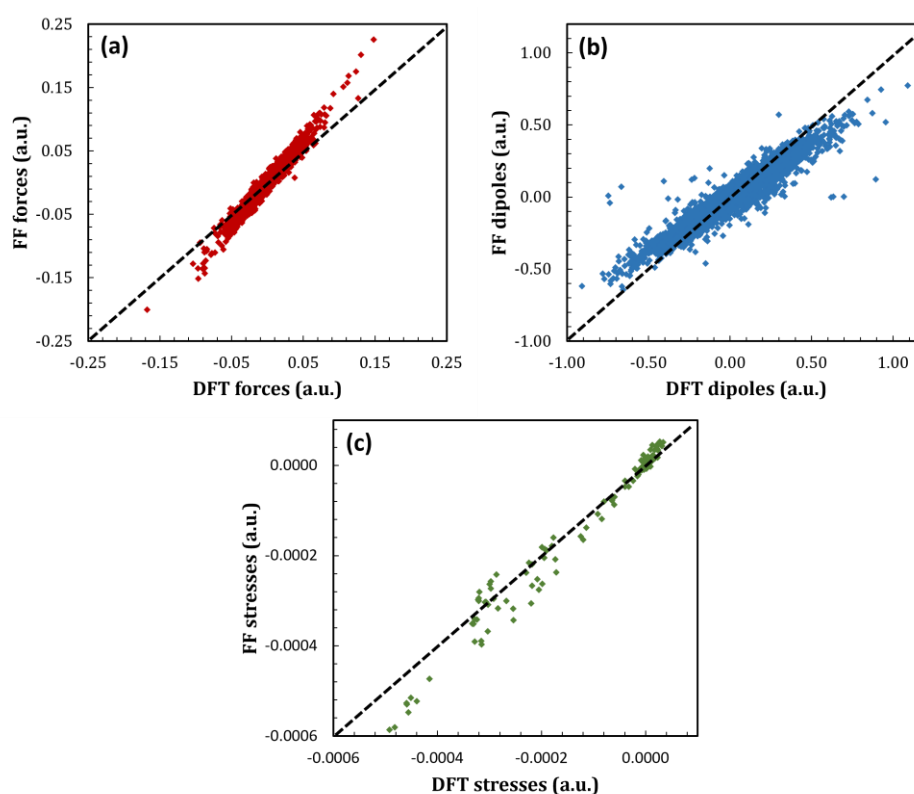 (a)
FF forces (a.u.)
0.25
0.15
0.05
-0.05
-0.15
-0.25
-0.25 -0.15 -0.05 0.05 0.15 0.25
DFT forces (a.u.)
(b)
FF dipoles (a.u.)
1.00
0.50
0.00
-0.50
-1.00
-1.00 -0.50 0.00 0.50 1.00
DFT dipoles (a.u.)
(c)
FF stresses (a.u.)
0.0000
-0.0002
-0.0004
-0.0006
-0.0006 -0.0004 -0.0002 0.0000
DFT stresses (a.u.)